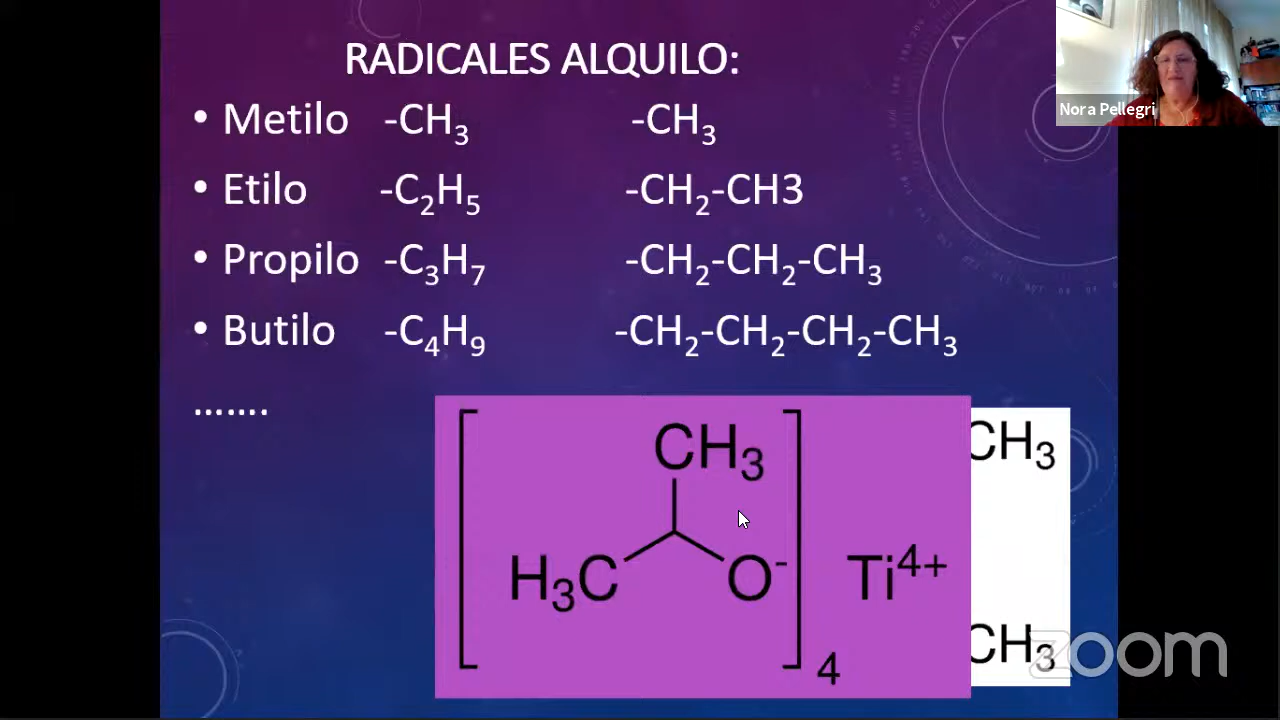 RADICALES ALQUILO:
Nora Pellegri
• Metilo -CH₃ -CH₃
• Etilo -C₂H₅ -CH₂-CH3
• Propilo -C₃H₇ -CH₂-CH₂-CH₃
• Butilo -C₄H₉ -CH₂-CH₂-CH₂-CH₃
.......
CH₃
CH₃
H₃C O⁻ Ti⁴⁺
4
CH₃
zoom